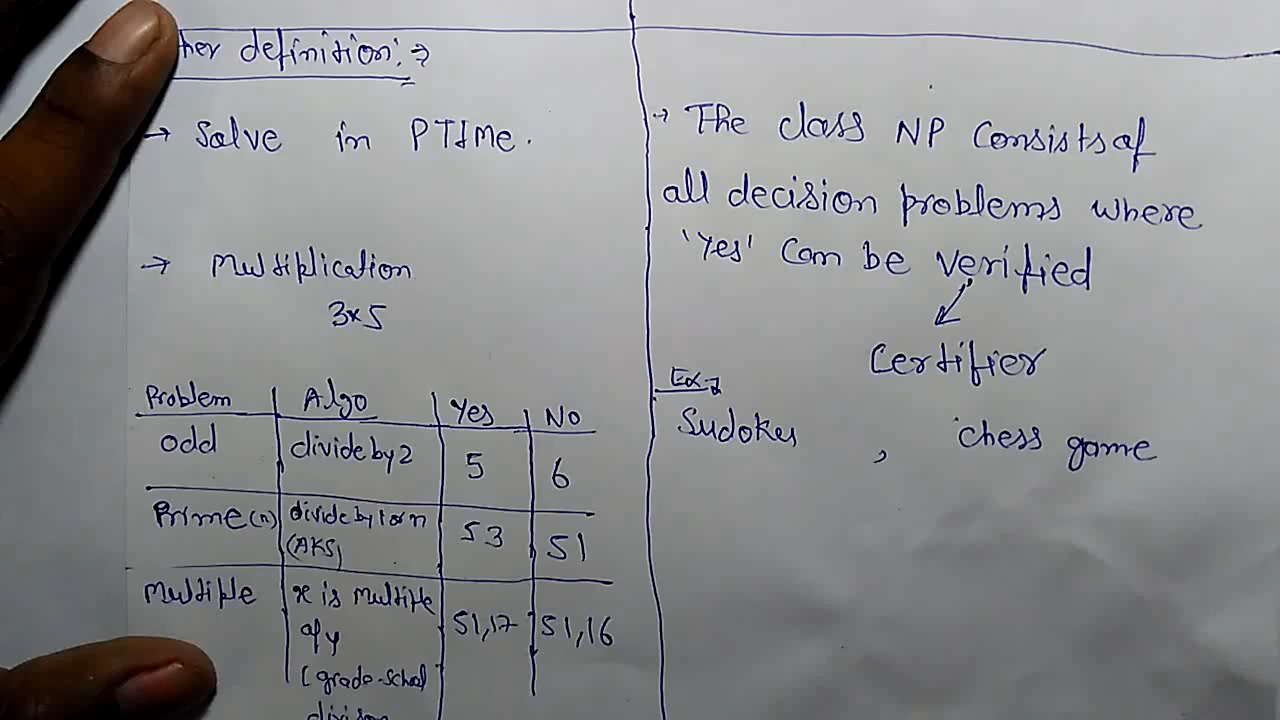 ther definition: ⇒
→ Solve in PTIMe.
→ Multiplication
3×5
Problem Algo Yes No
odd divide by 2 5 6
Prime(n) divide by 1 or n (AKS) 53 51
Multiple x is multiple of y (grade-school division 51,17 51,16
→ The class NP Consists of
all decision problems where
'Yes' Can be verified
Certifier
Ex→
Sudoku , chess game